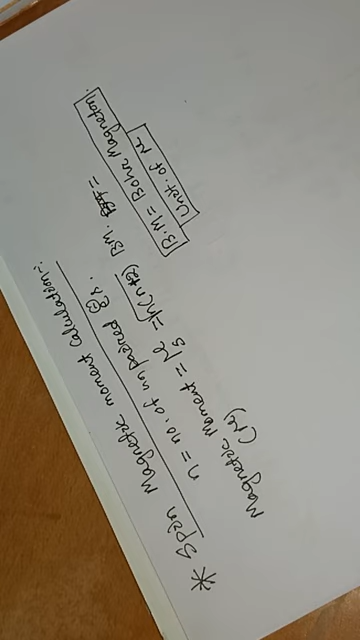 * Spin Magnetic moment Calculation:-
n = no. of unpaired e⊖s.
Magnetic Moment = μs = √n(n+2) B.M.
(μ)
B.M = Bohr Magneton.
Unit of μ